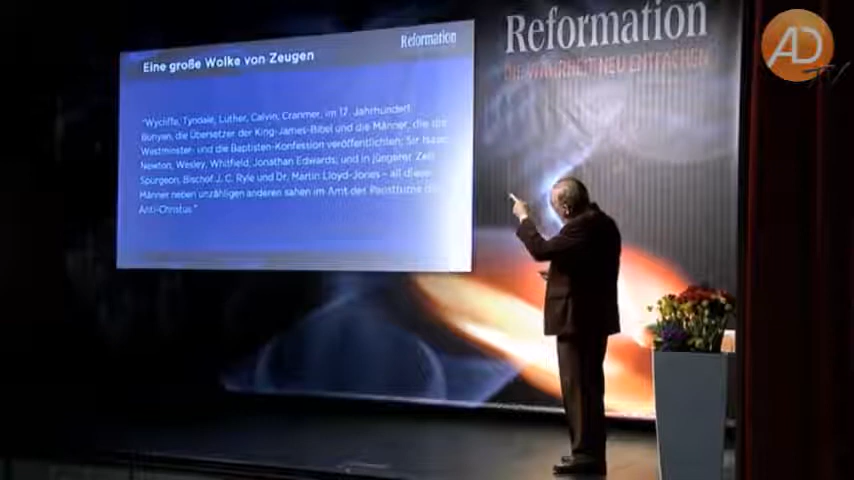 Eine große Wolke von Zeugen
Reformation
"Wycliffe, Tyndale, Luther, Calvin, Cranmer, im 17. Jahrhundert
Bunyan, die Übersetzer der King-James-Bibel und die Männer, die die
Westminster- und die Baptisten-Konfession veröffentlichten; Sir Isaac
Newton, Wesley, Whitfield, Jonathan Edwards; und in jüngerer Zeit
Spurgeon, Bischof J. C. Ryle und Dr. Martin Lloyd-Jones – all diese
Männer neben unzähligen anderen sahen im Amt des Papsttums den
Anti-Christus."
Reformation
DIE WAHRHEIT NEU ENTFACHEN
AD
TV